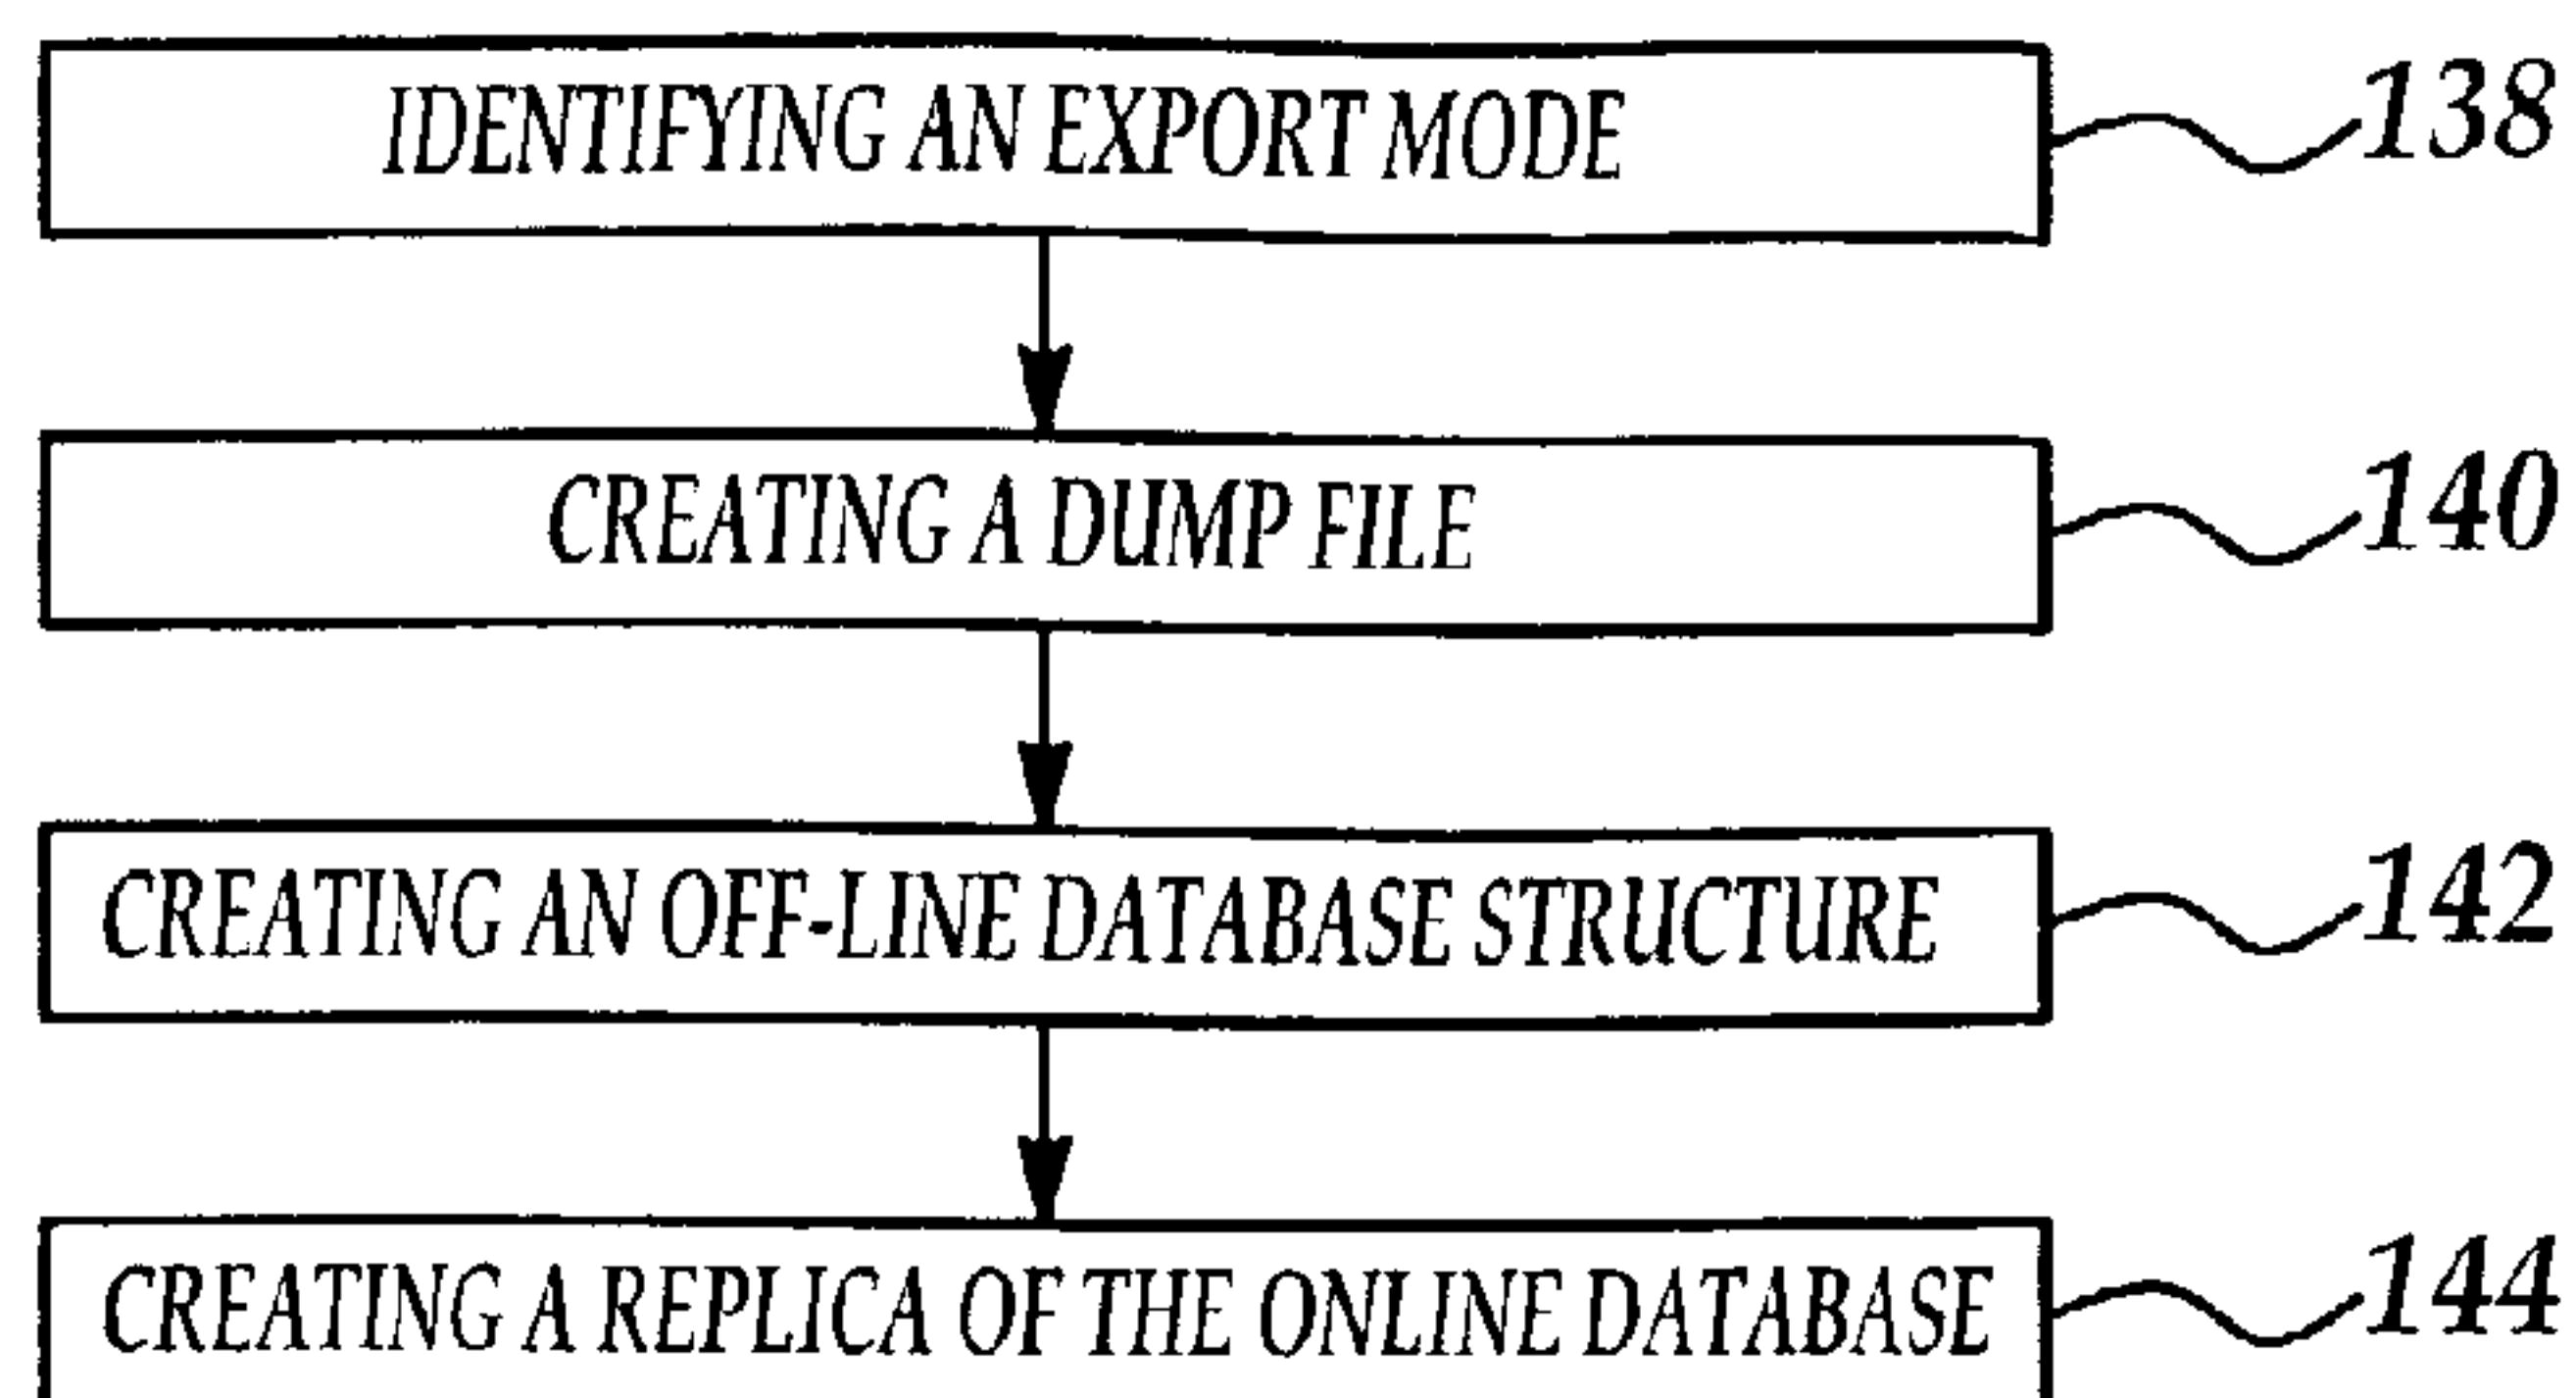 IDENTIFYING AN EXPORT MODE
138
CREATING A DUMP FILE
140
CREATING AN OFF-LINE DATABASE STRUCTURE
142
CREATING A REPLICA OF THE ONLINE DATABASE
144